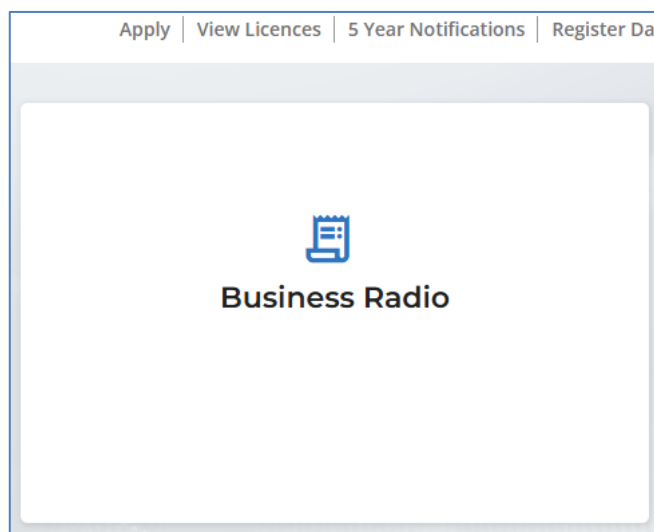 Apply | View Licences | 5 Year Notifications | Register Da
Business Radio